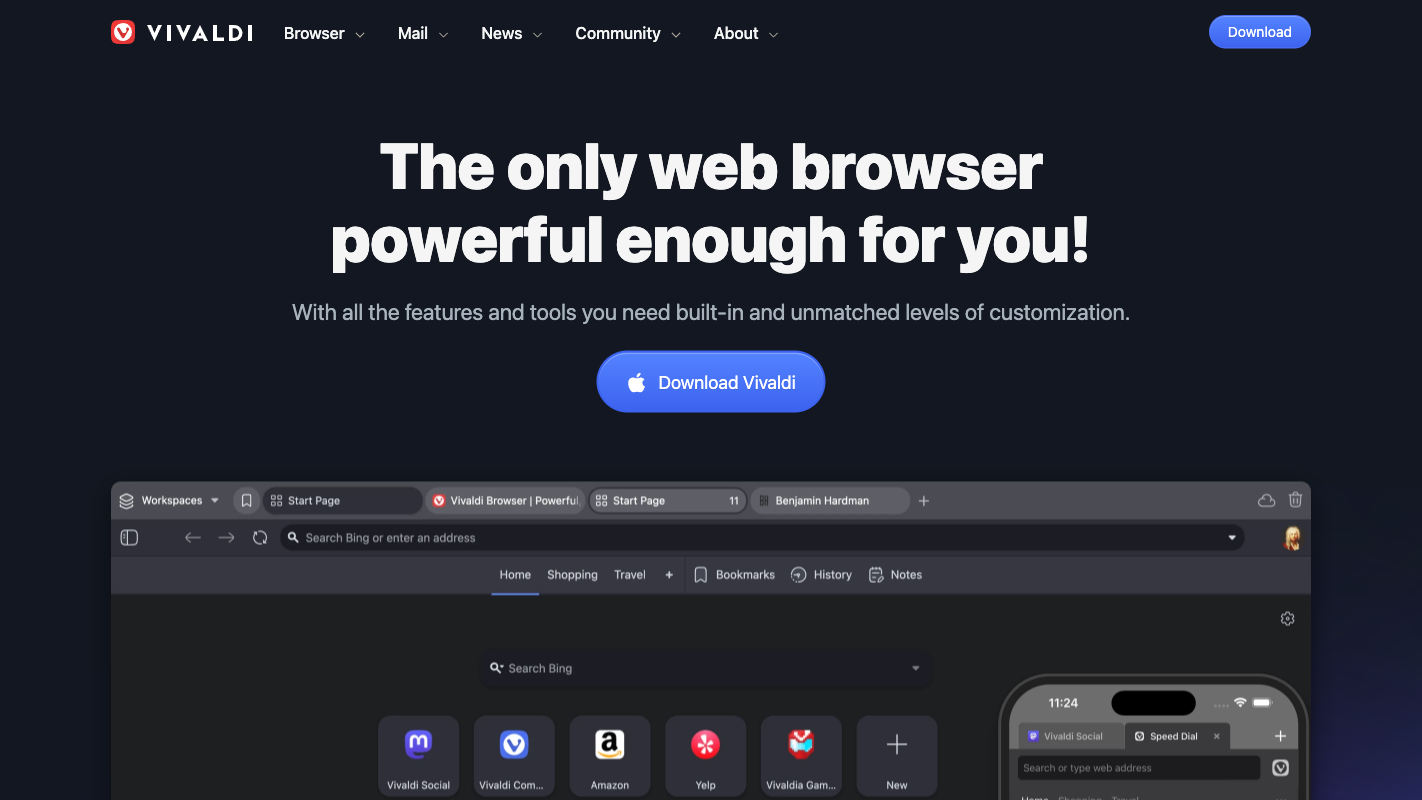 VIVALDI Browser Mail News Community About Download
The only web browser
powerful enough for you!
With all the features and tools you need built-in and unmatched levels of customization.
Download Vivaldi
Workspaces Start Page Vivaldi Browser | Powerful Start Page 11 Benjamin Hardman
Search Bing or enter an address
Home Shopping Travel Bookmarks History Notes
Search Bing
11:24
Vivaldi Social Speed Dial
Search or type web address
Home Shopping Travel
Vivaldi Social Vivaldi Com... Amazon Yelp Vivaldia Gam... New